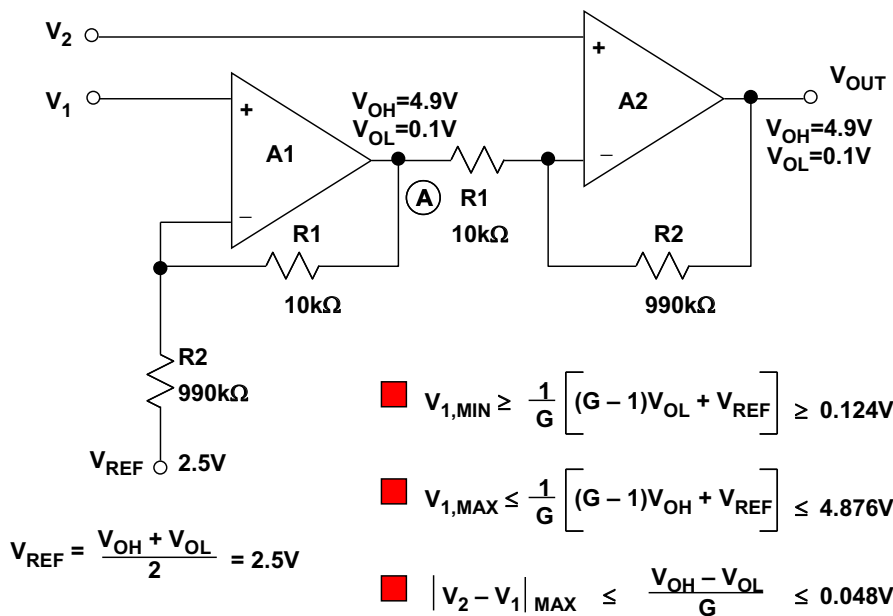 V2
V1
+
A1
–
VOH=4.9V
VOL=0.1V
A
R1
10kΩ
+
A2
–
VOUT
VOH=4.9V
VOL=0.1V
R1
10kΩ
R2
990kΩ
R2
990kΩ
VREF 2.5V
VREF = VOH + VOL / 2 = 2.5V
V1,MIN ≥ 1/G [(G – 1)VOL + VREF] ≥ 0.124V
V1,MAX ≤ 1/G [(G – 1)VOH + VREF] ≤ 4.876V
|V2 – V1| MAX ≤ VOH – VOL / G ≤ 0.048V